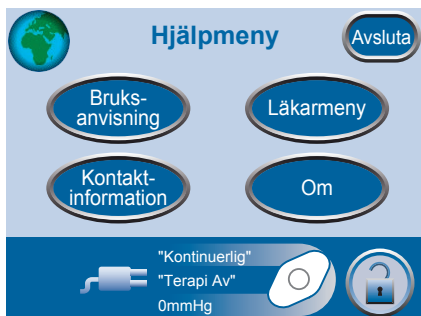 Hjälpmeny
Avsluta
Bruks-
anvisning
Läkarmeny
Kontakt-
information
Om
"Kontinuerlig"
"Terapi Av"
0mmHg